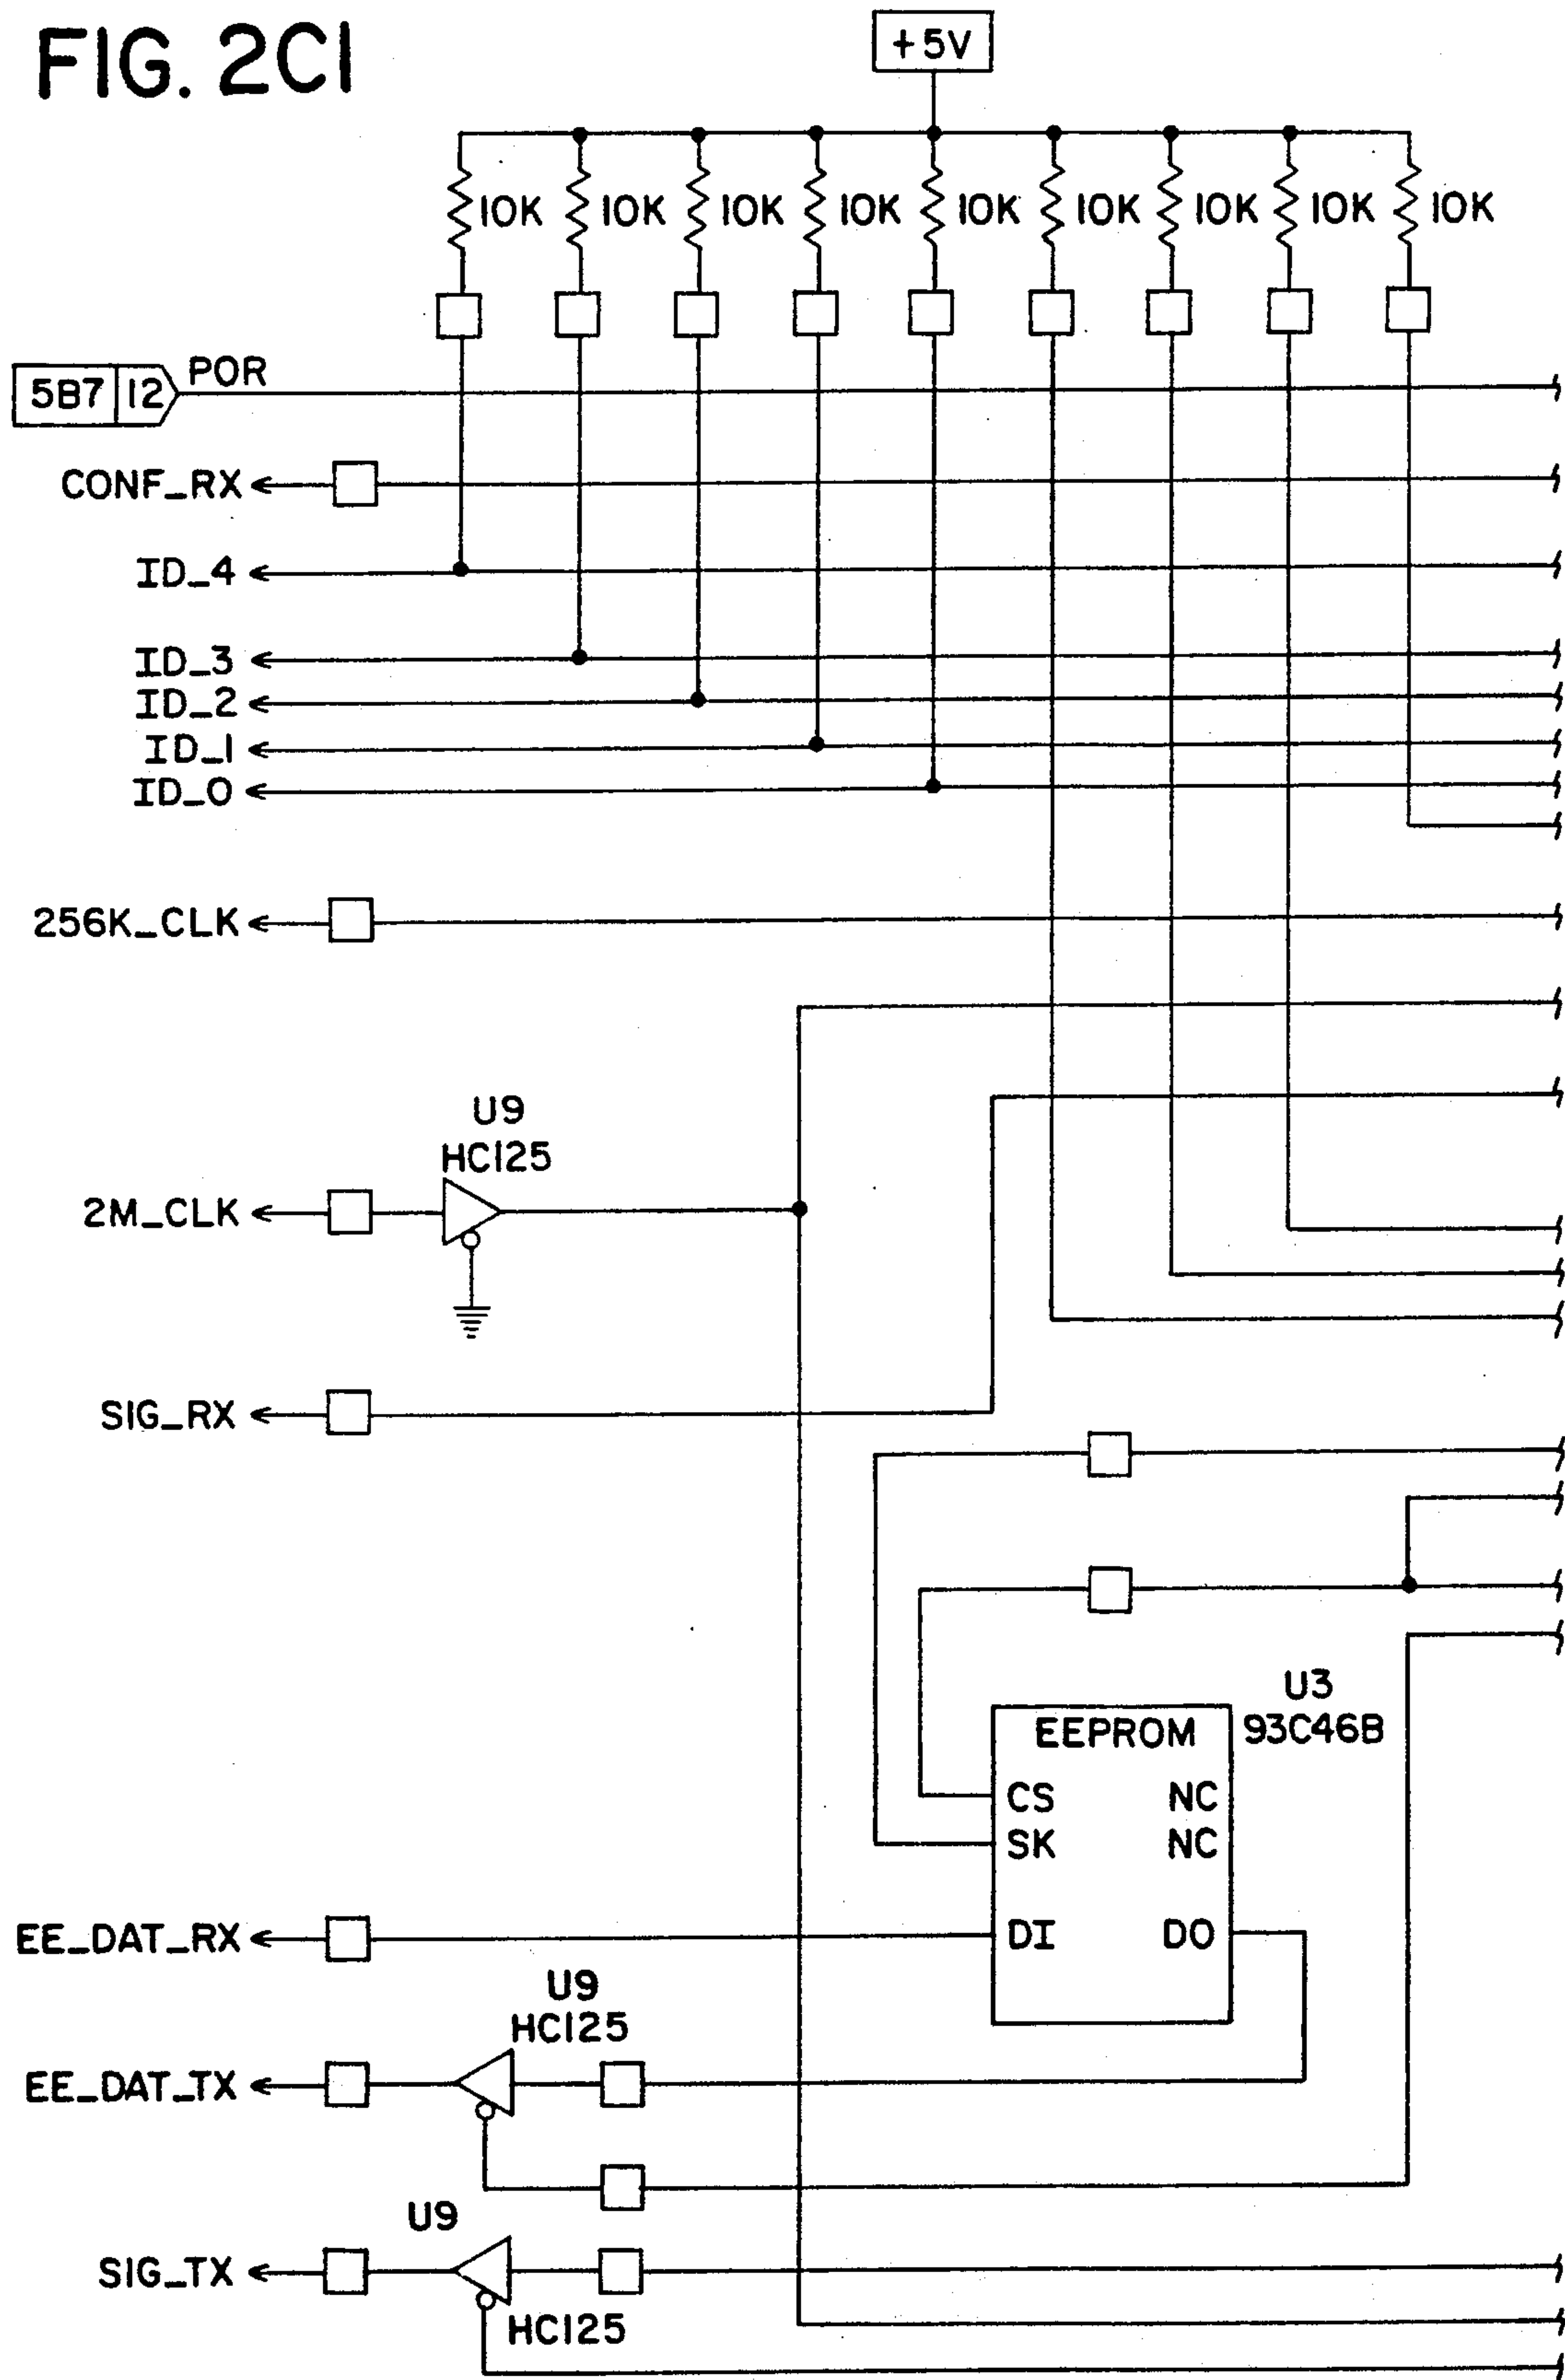 FIG. 2C1
+5V
10K 10K 10K 10K 10K 10K 10K 10K 10K
5B7 12 POR
CONF_RX
ID_4
ID_3
ID_2
ID_1
ID_0
256K_CLK
U9
HC125
2M_CLK
SIG_RX
U3
93C46B
EEPROM
CS NC
SK NC
DI DO
EE_DAT_RX
U9
HC125
EE_DAT_TX
U9
SIG_TX
HC125